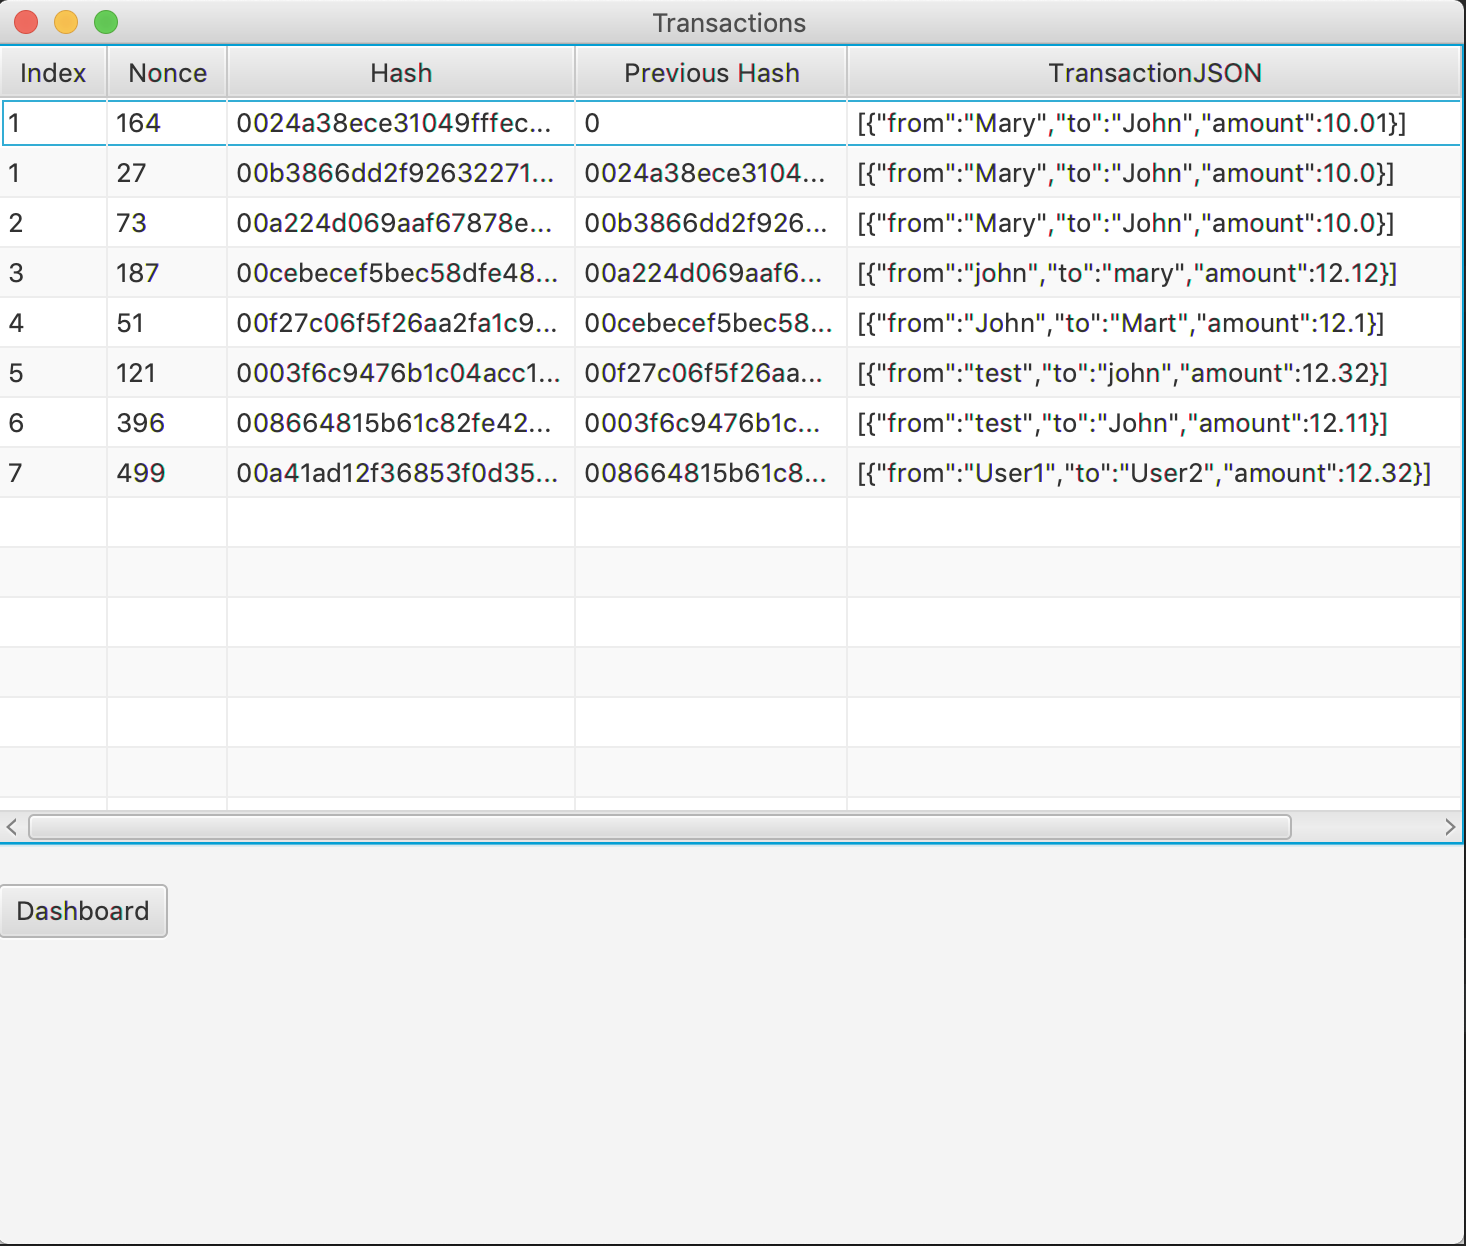 Transactions
Index Nonce Hash Previous Hash TransactionJSON
1 164 0024a38ece31049fffec... 0 [{"from":"Mary","to":"John","amount":10.01}]
1 27 00b3866dd2f92632271... 0024a38ece3104... [{"from":"Mary","to":"John","amount":10.0}]
2 73 00a224d069aaf67878e... 00b3866dd2f926... [{"from":"Mary","to":"John","amount":10.0}]
3 187 00cebecef5bec58dfe48... 00a224d069aaf6... [{"from":"john","to":"mary","amount":12.12}]
4 51 00f27c06f5f26aa2fa1c9... 00cebecef5bec58... [{"from":"John","to":"Mart","amount":12.1}]
5 121 0003f6c9476b1c04acc1... 00f27c06f5f26aa... [{"from":"test","to":"john","amount":12.32}]
6 396 008664815b61c82fe42... 0003f6c9476b1c... [{"from":"test","to":"John","amount":12.11}]
7 499 00a41ad12f36853f0d35... 008664815b61c8... [{"from":"User1","to":"User2","amount":12.32}]
Dashboard